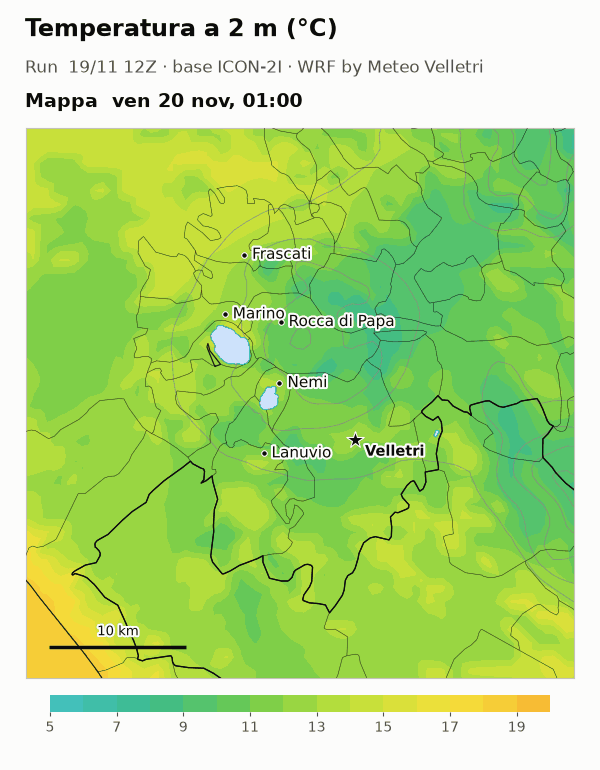 Temperatura a 2 m (°C)
Run  19/11 12Z · base ICON-2I · WRF by Meteo Velletri
Mappa  ven 20 nov, 01:00
Frascati
Marino
Rocca di Papa
Nemi
Velletri
Lanuvio
10 km
5 7 9 11 13 15 17 19